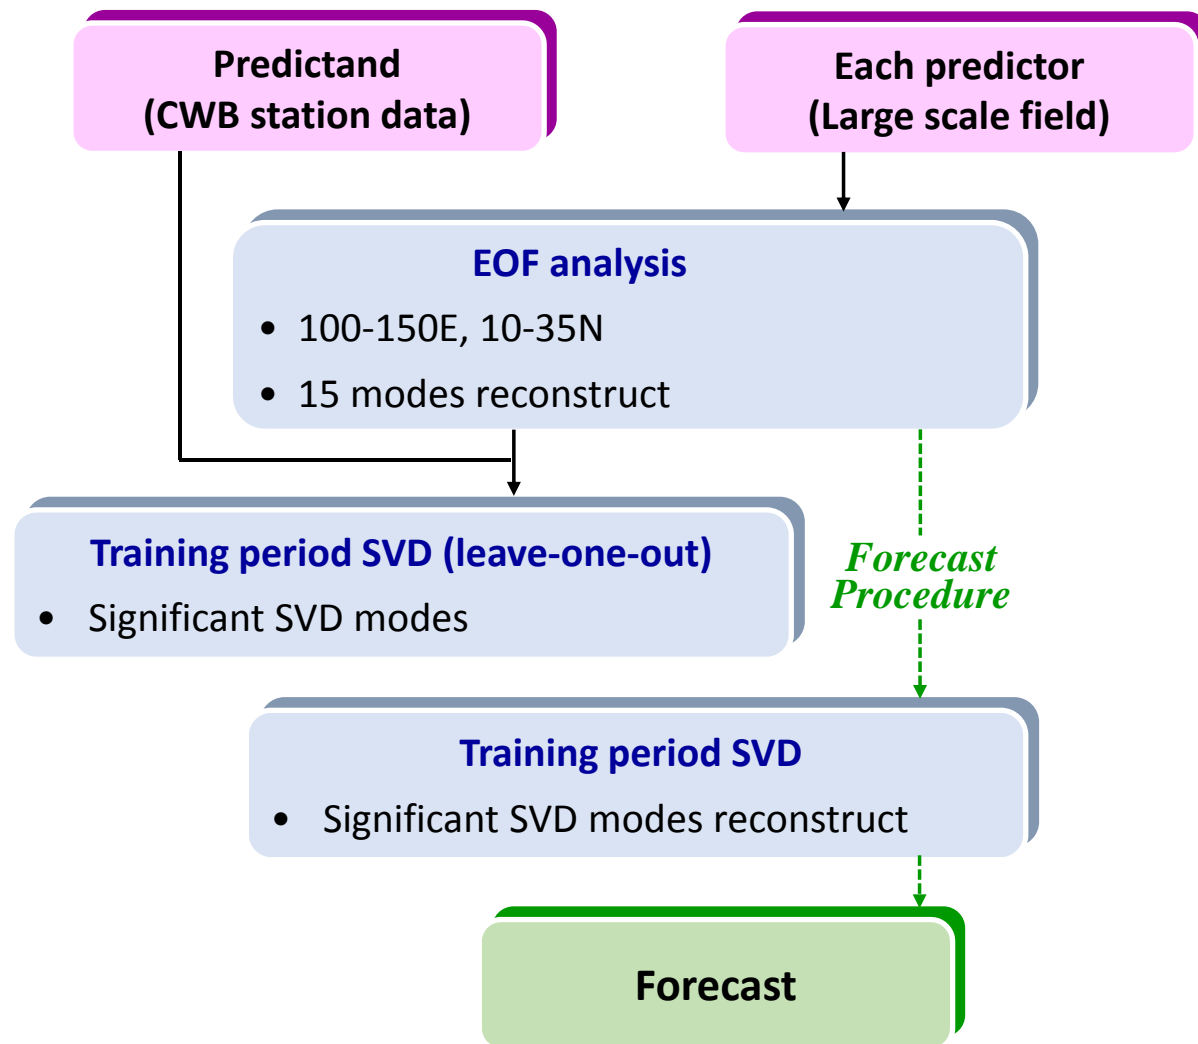 Predictand
(CWB station data)
Each predictor
(Large scale field)
EOF analysis
• 100-150E, 10-35N
• 15 modes reconstruct
Training period SVD (leave-one-out)
• Significant SVD modes
Forecast
Procedure
Training period SVD
• Significant SVD modes reconstruct
Forecast